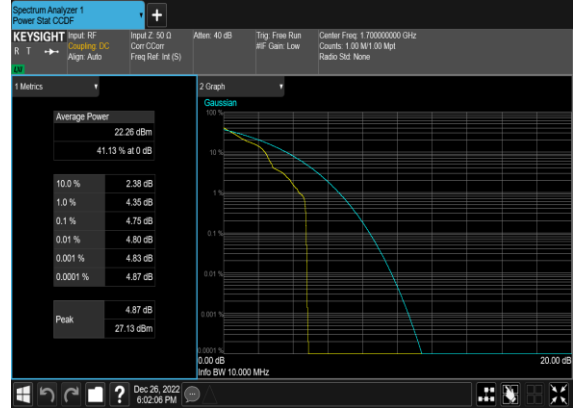 Spectrum Analyzer 1
Power Stat CCDF
+
KEYSIGHT
R T
LM
Input: RF
Coupling: DC
Align: Auto
Input Z: 50 Ω
Corr CCorr
Freq Ref: Int (S)
Atten: 40 dB
Trig: Free Run
#IF Gain: Low
Center Freq: 1.700000000 GHz
Counts: 1.00 M/1.00 Mpt
Radio Std: None
1 Metrics
Average Power
22.26 dBm
41.13 % at 0 dB
10.0 % 2.38 dB
1.0 % 4.35 dB
0.1 % 4.75 dB
0.01 % 4.80 dB
0.001 % 4.83 dB
0.0001 % 4.87 dB
Peak
4.87 dB
27.13 dBm
2 Graph
Gaussian
100 %
10 %
1 %
0.1 %
0.01 %
0.001 %
0.0001 %
0.00 dB
20.00 dB
Info BW 10.000 MHz
?
Dec 26, 2022
6:02:06 PM